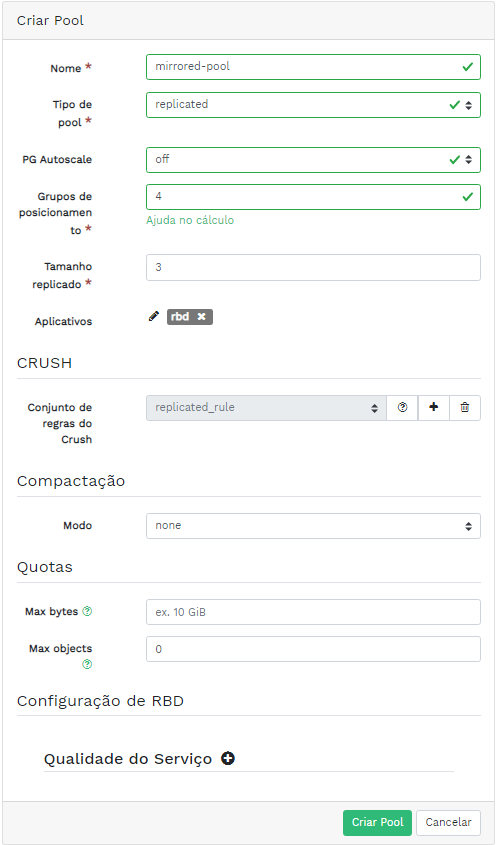 Criar Pool
Nome *
mirrored-pool
Tipo de
pool *
replicated
PG Autoscale
off
Grupos de
posicionamen
to *
4
Ajuda no cálculo
Tamanho
replicado *
3
Aplicativos
rbd
CRUSH
Conjunto de
regras do
Crush
replicated_rule
Compactação
Modo
none
Quotas
Max bytes
ex. 10 GiB
Max objects
0
Configuração de RBD
Qualidade do Serviço
Criar Pool
Cancelar